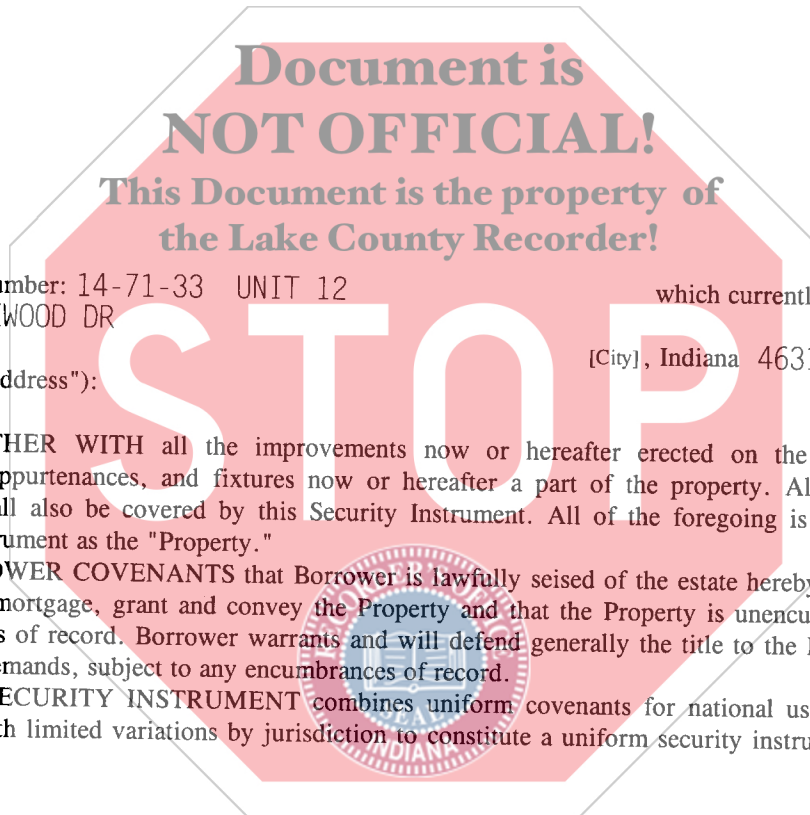 Document is
NOT OFFICIAL!
This Document is the property of
the Lake County Recorder!
umber: 14-71-33 UNIT 12 which currentl
WOOD DR
[City], Indiana 4631
ddress"):
STOP
THER WITH all the improvements now or hereafter erected on the
ppurtenances, and fixtures now or hereafter a part of the property. Al
ll also be covered by this Security Instrument. All of the foregoing is
rument as the "Property."
OWER COVENANTS that Borrower is lawfully seised of the estate hereby
mortgage, grant and convey the Property and that the Property is unencu
s of record. Borrower warrants and will defend generally the title to the
emands, subject to any encumbrances of record.
ECURITY INSTRUMENT combines uniform covenants for national us
th limited variations by jurisdiction to constitute a uniform security instru
SEAL
INDIANA